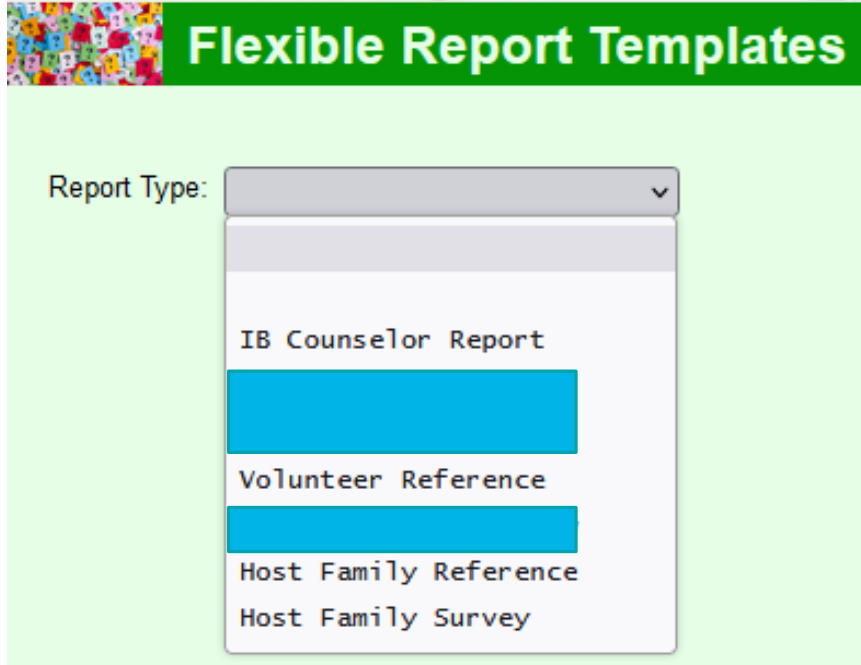 Flexible Report Templates
Report Type:
IB Counselor Report
Volunteer Reference
Host Family Reference
Host Family Survey